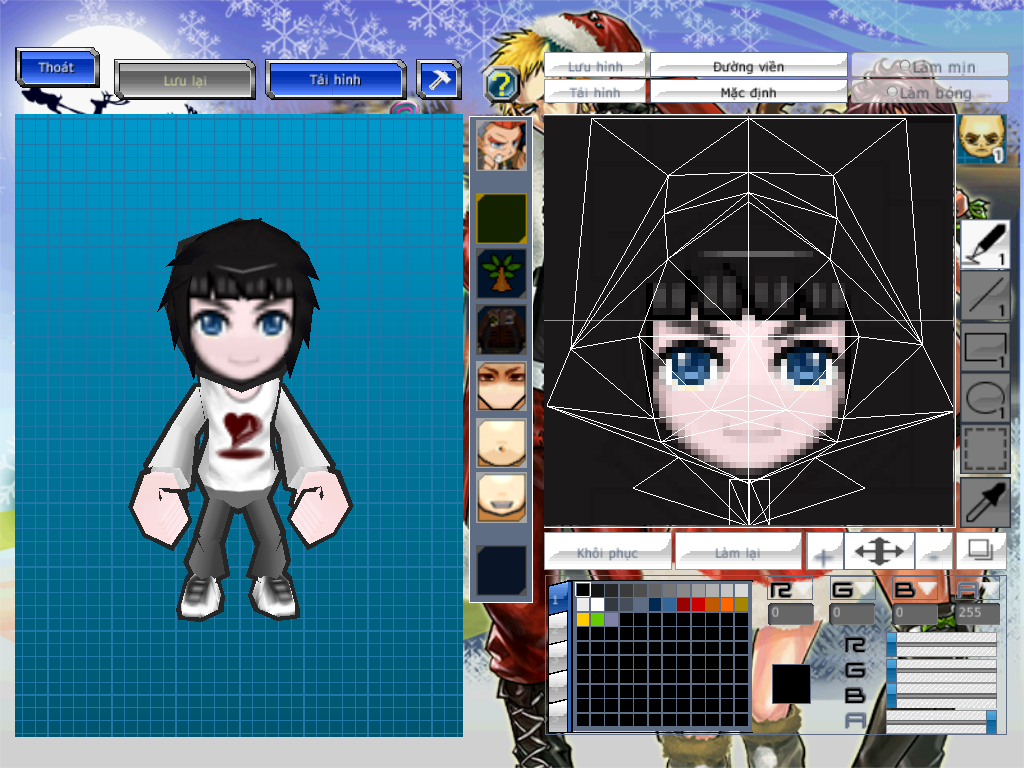 Thoát
Lưu lại
Tải hình
?
Lưu hình
Đường viền
Làm mịn
Tải hình
Mặc định
Làm bóng
1
1
1
1
1
Khôi phục
Làm lại
+
-
1
R
G
B
A
0
0
0
255
R
G
B
A